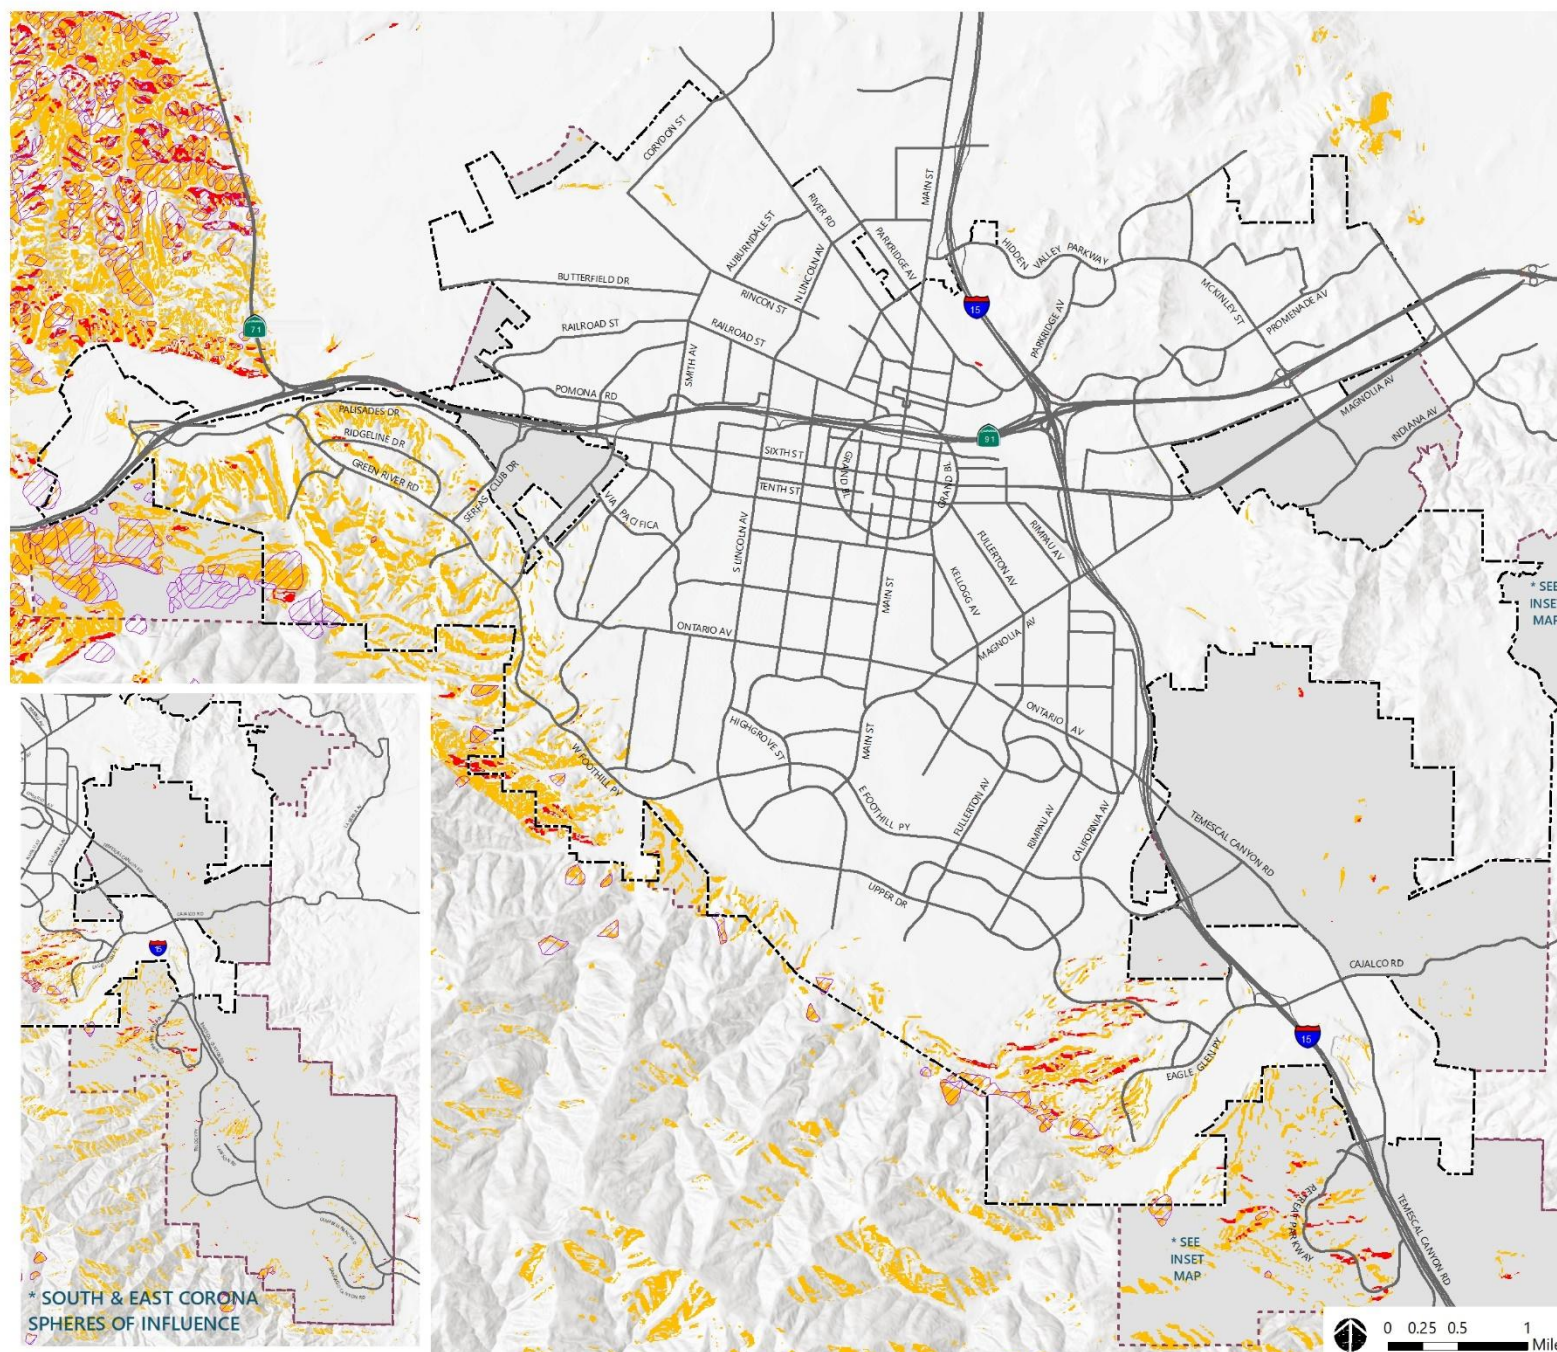 CORYDON ST
MAIN ST
RIVER RD
AUBURNDALE ST
N LINCOLN AV
PARKRIDGE AV
HIDDEN
VALLEY PARKWAY
BUTTERFIELD DR
RINCON ST
MCKINLEY ST
PROMENADE AV
15
PARKRIDGE AV
71
RAILROAD ST
RAILROAD ST
SMITH AV
POMONA RD
MAGNOLIA AV
PALISADES DR
INDIANA AV
RIDGELINE DR
91
SIXTH ST
GRAND BL
GRAND BL
GREEN RIVER RD
SERFAS CLUB DR
TENTH ST
VIA PACIFICA
S LINCOLN AV
RIMPAU AV
FULLERTON AV
KELLOGG AV
MAIN ST
* SEE
INSET
MAP
ONTARIO AV
MAGNOLIA AV
HIGHGROVE ST
MAIN ST
ONTARIO AV
W FOOTHILL PY
E FOOTHILL PY
FULLERTON AV
RIMPAU AV
CALIFORNIA AV
TEMESCAL CANYON RD
UPPER DR
CAJALCO RD
CAJALCO RD
15
15
EAGLE GLEN PY
RETREAT PARKWAY
TEMESCAL CANYON RD
* SEE
INSET
MAP
* SOUTH & EAST CORONA
SPHERES OF INFLUENCE
0 0.25 0.5 1